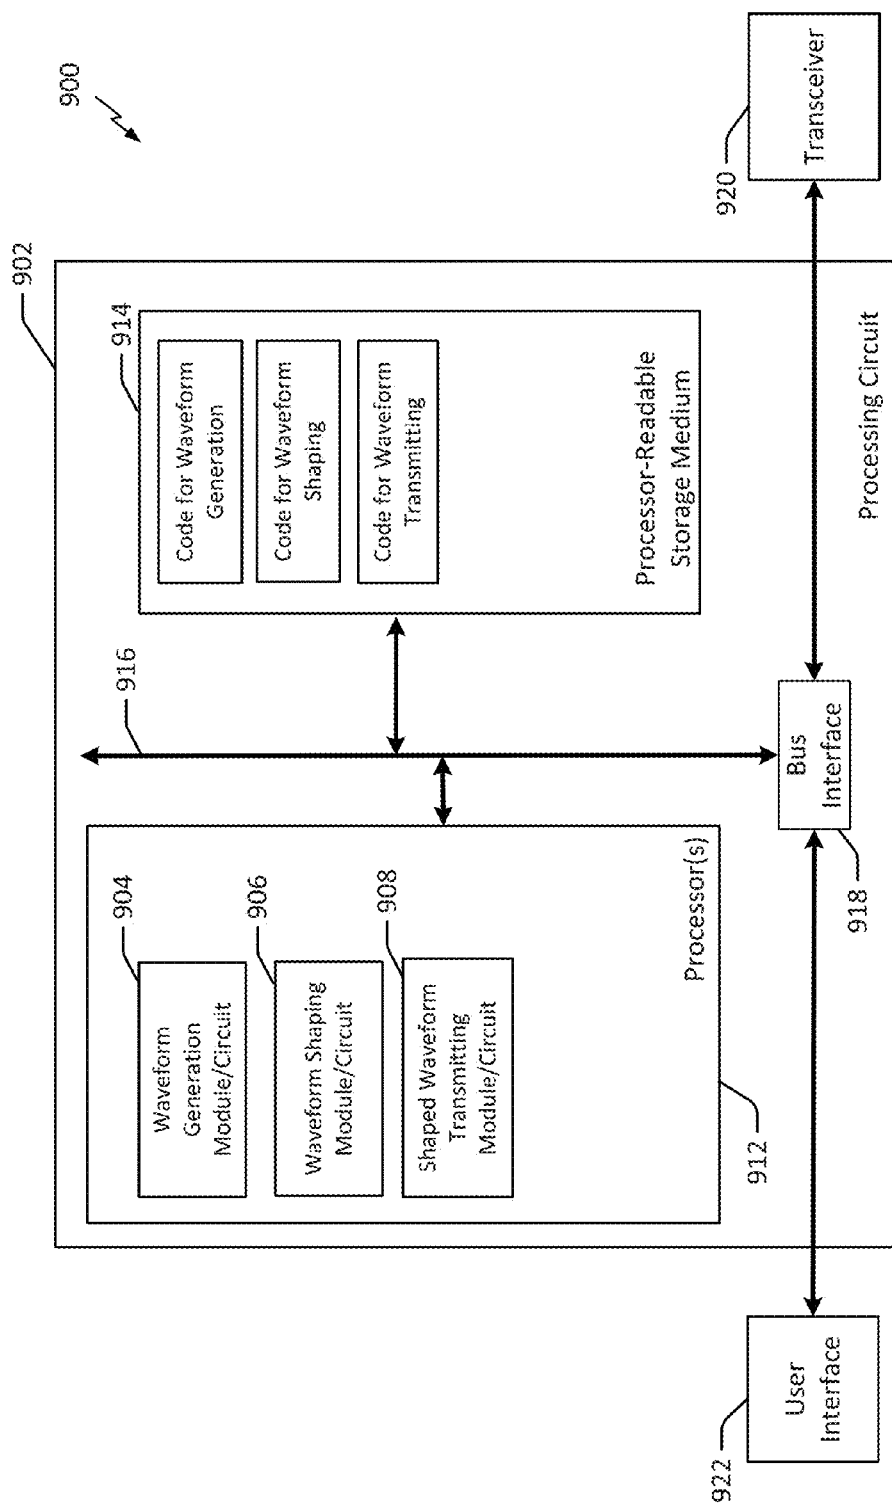 900
902
904
Waveform
Generation
Module/Circuit
906
Waveform Shaping
Module/Circuit
908
Shaped Waveform
Transmitting
Module/Circuit
Processor(s)
912
916
914
Code for Waveform
Generation
Code for Waveform
Shaping
Code for Waveform
Transmitting
Processor-Readable
Storage Medium
Bus
Interface
918
Processing Circuit
922
User
Interface
920
Transceiver